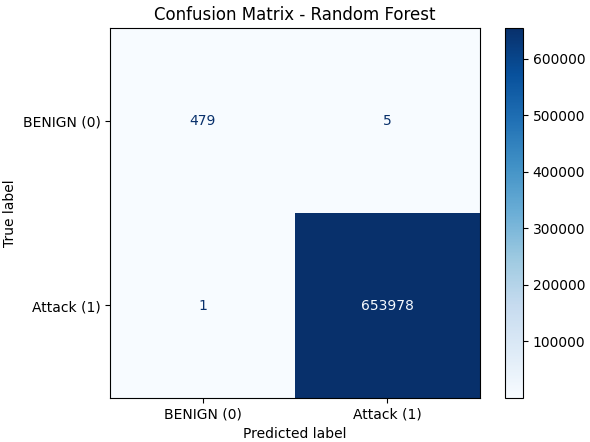 Confusion Matrix - Random Forest
BENIGN (0)
479
5
Attack (1)
1
653978
True label
BENIGN (0)
Attack (1)
Predicted label
600000
500000
400000
300000
200000
100000